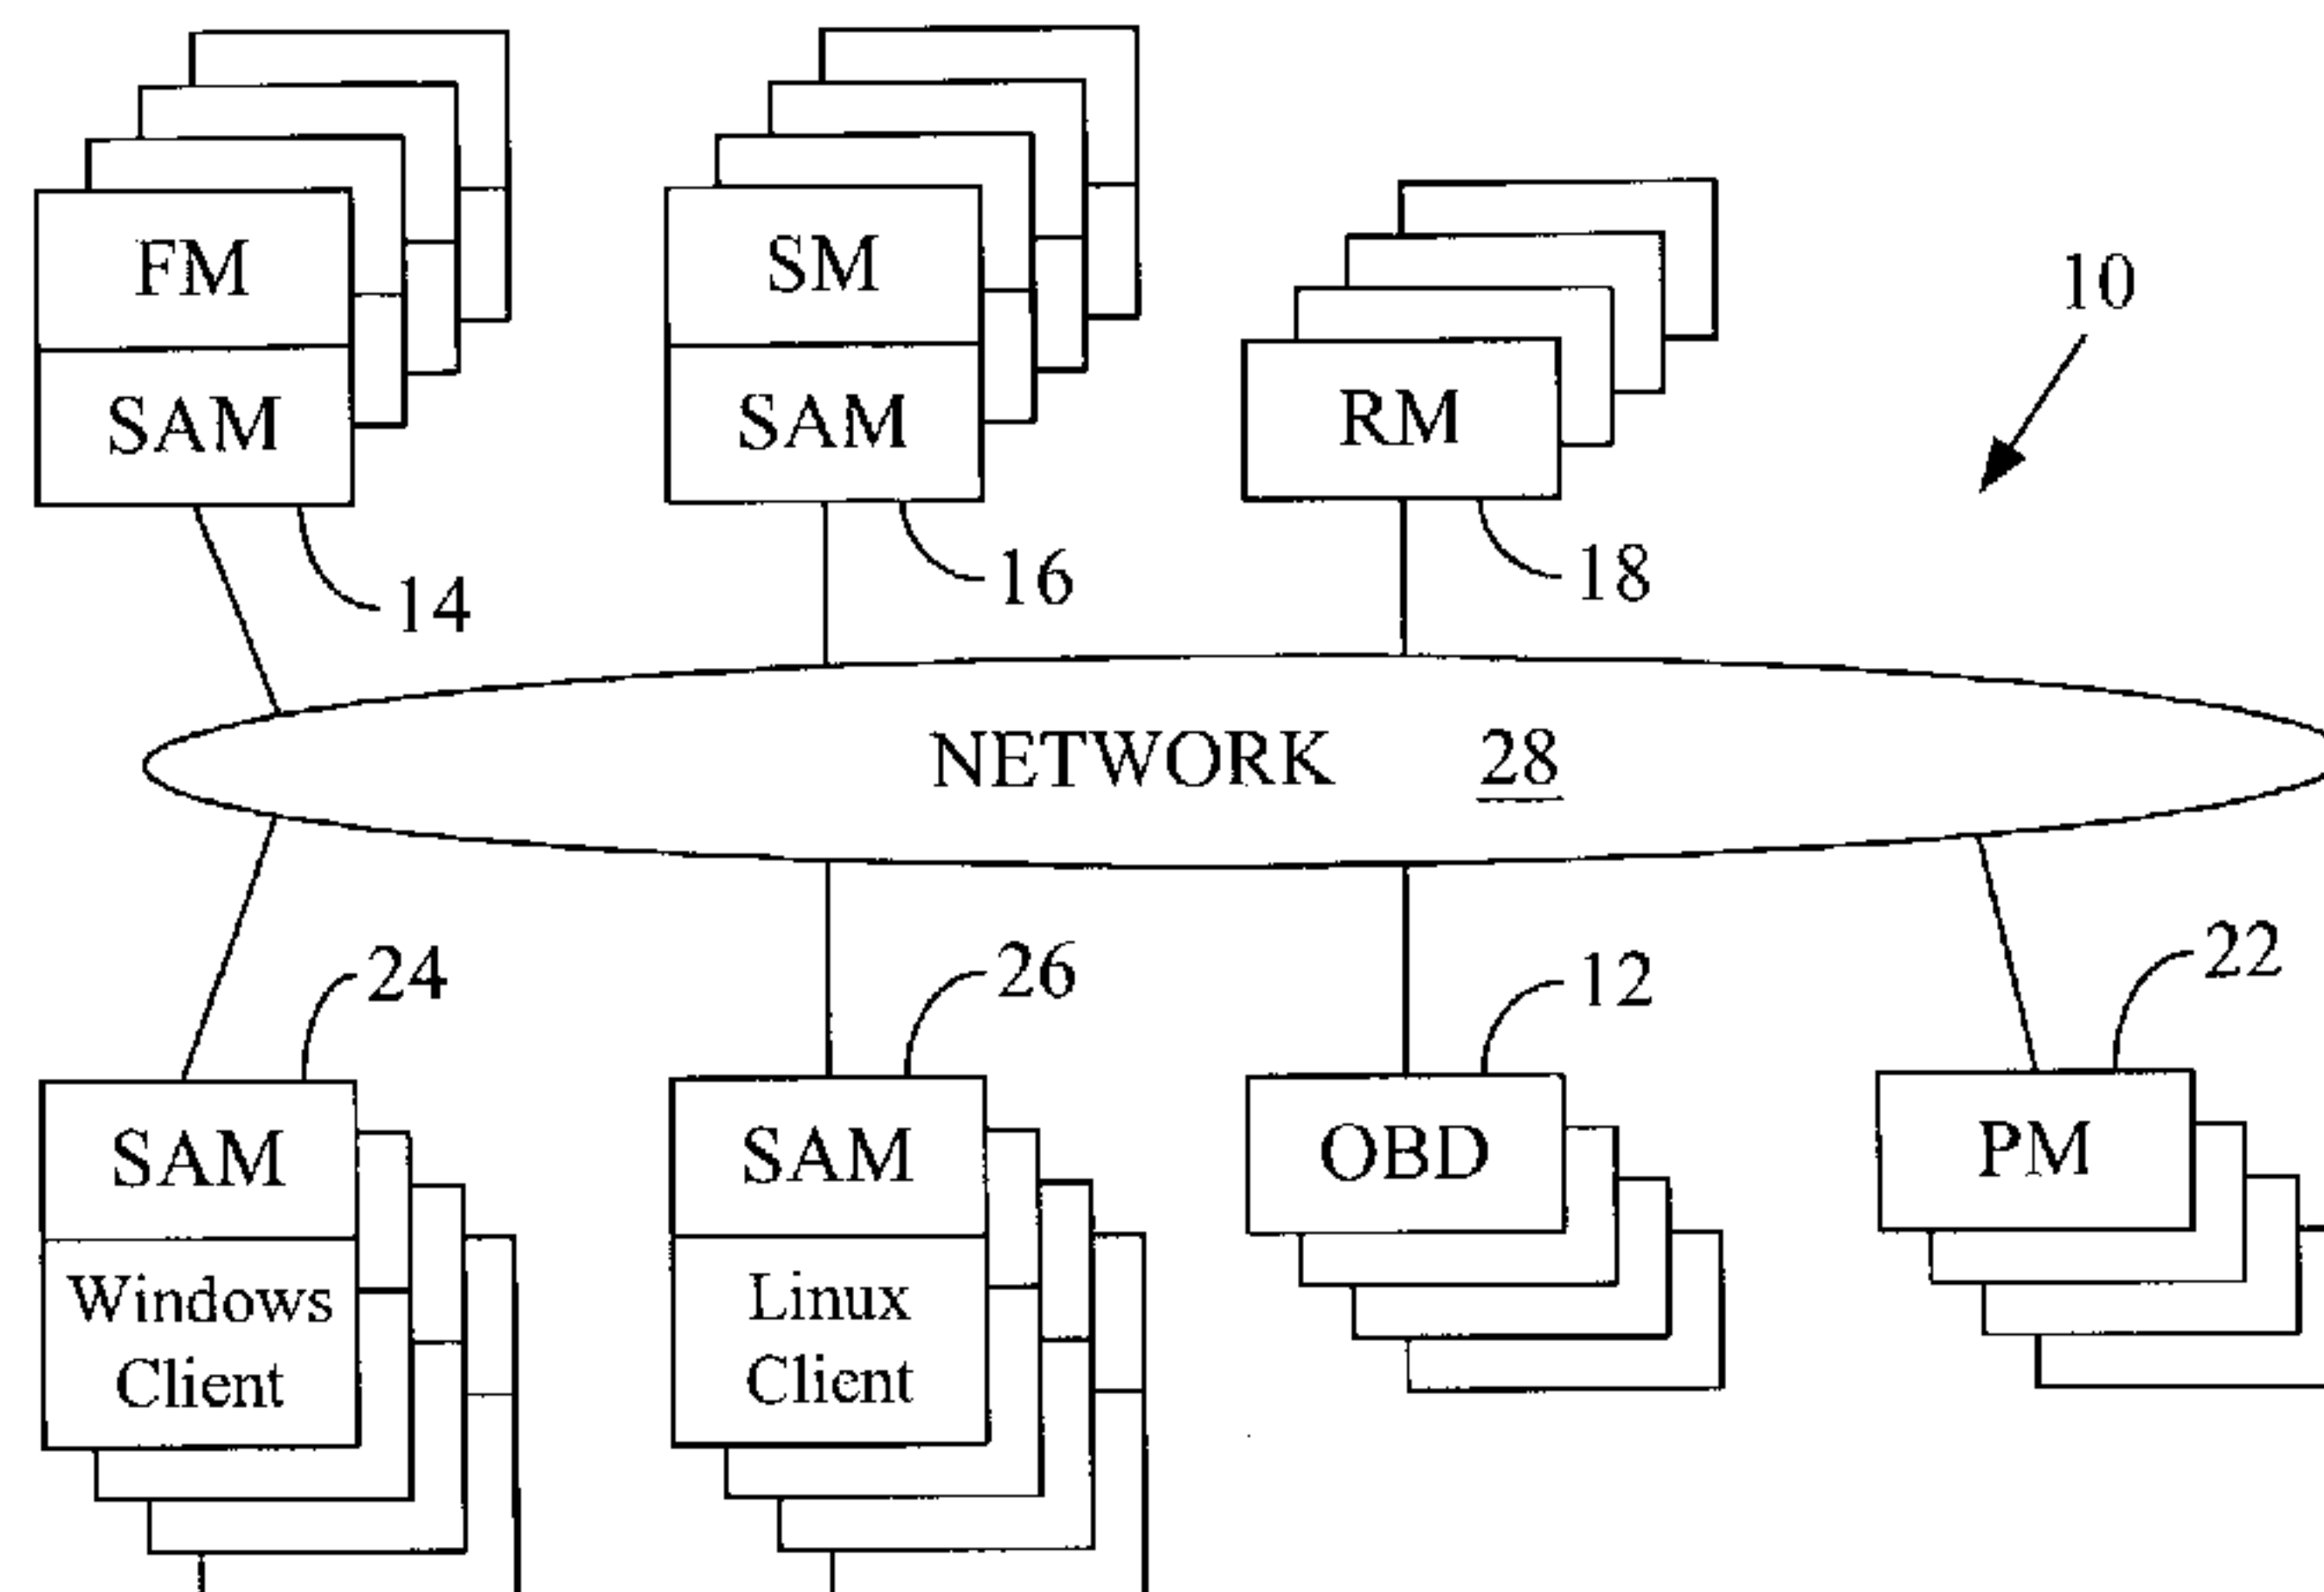 FM
SAM
14
SM
SAM
16
RM
18
10
NETWORK 28
24
SAM
Windows
Client
26
SAM
Linux
Client
12
OBD
22
PM